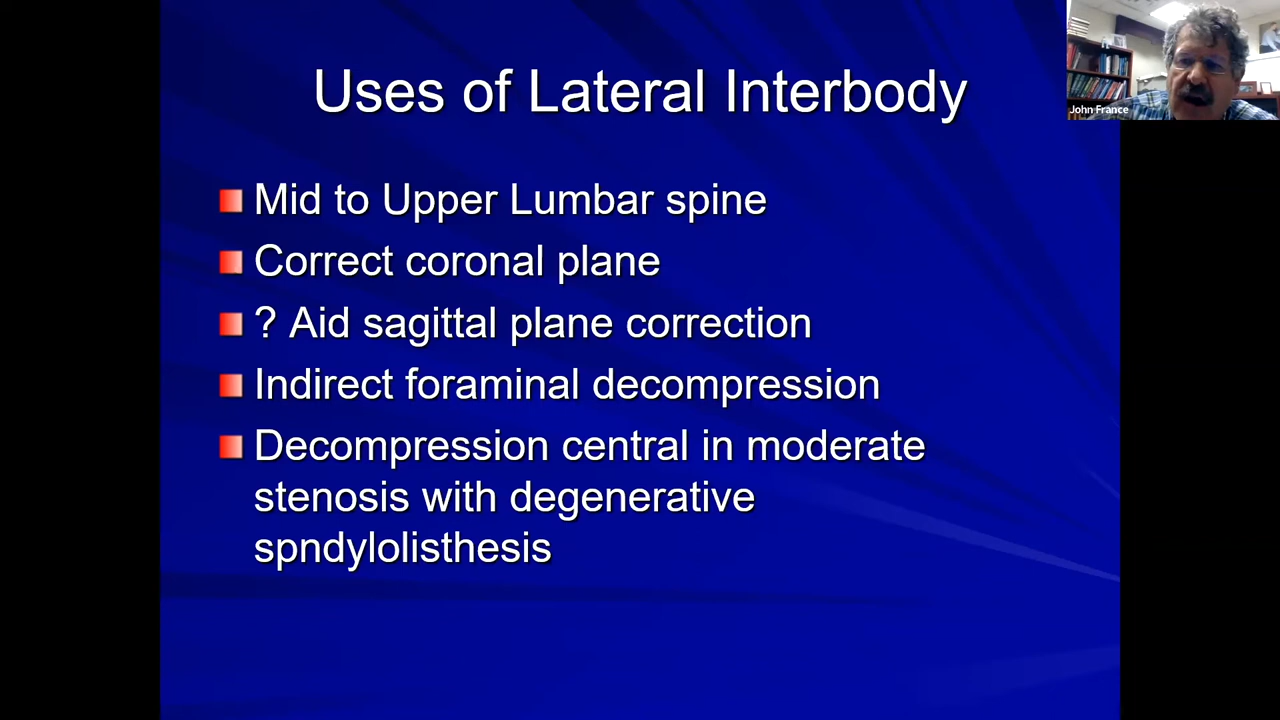 Uses of Lateral Interbody
John France
Mid to Upper Lumbar spine
Correct coronal plane
? Aid sagittal plane correction
Indirect foraminal decompression
Decompression central in moderate
stenosis with degenerative
spndylolisthesis